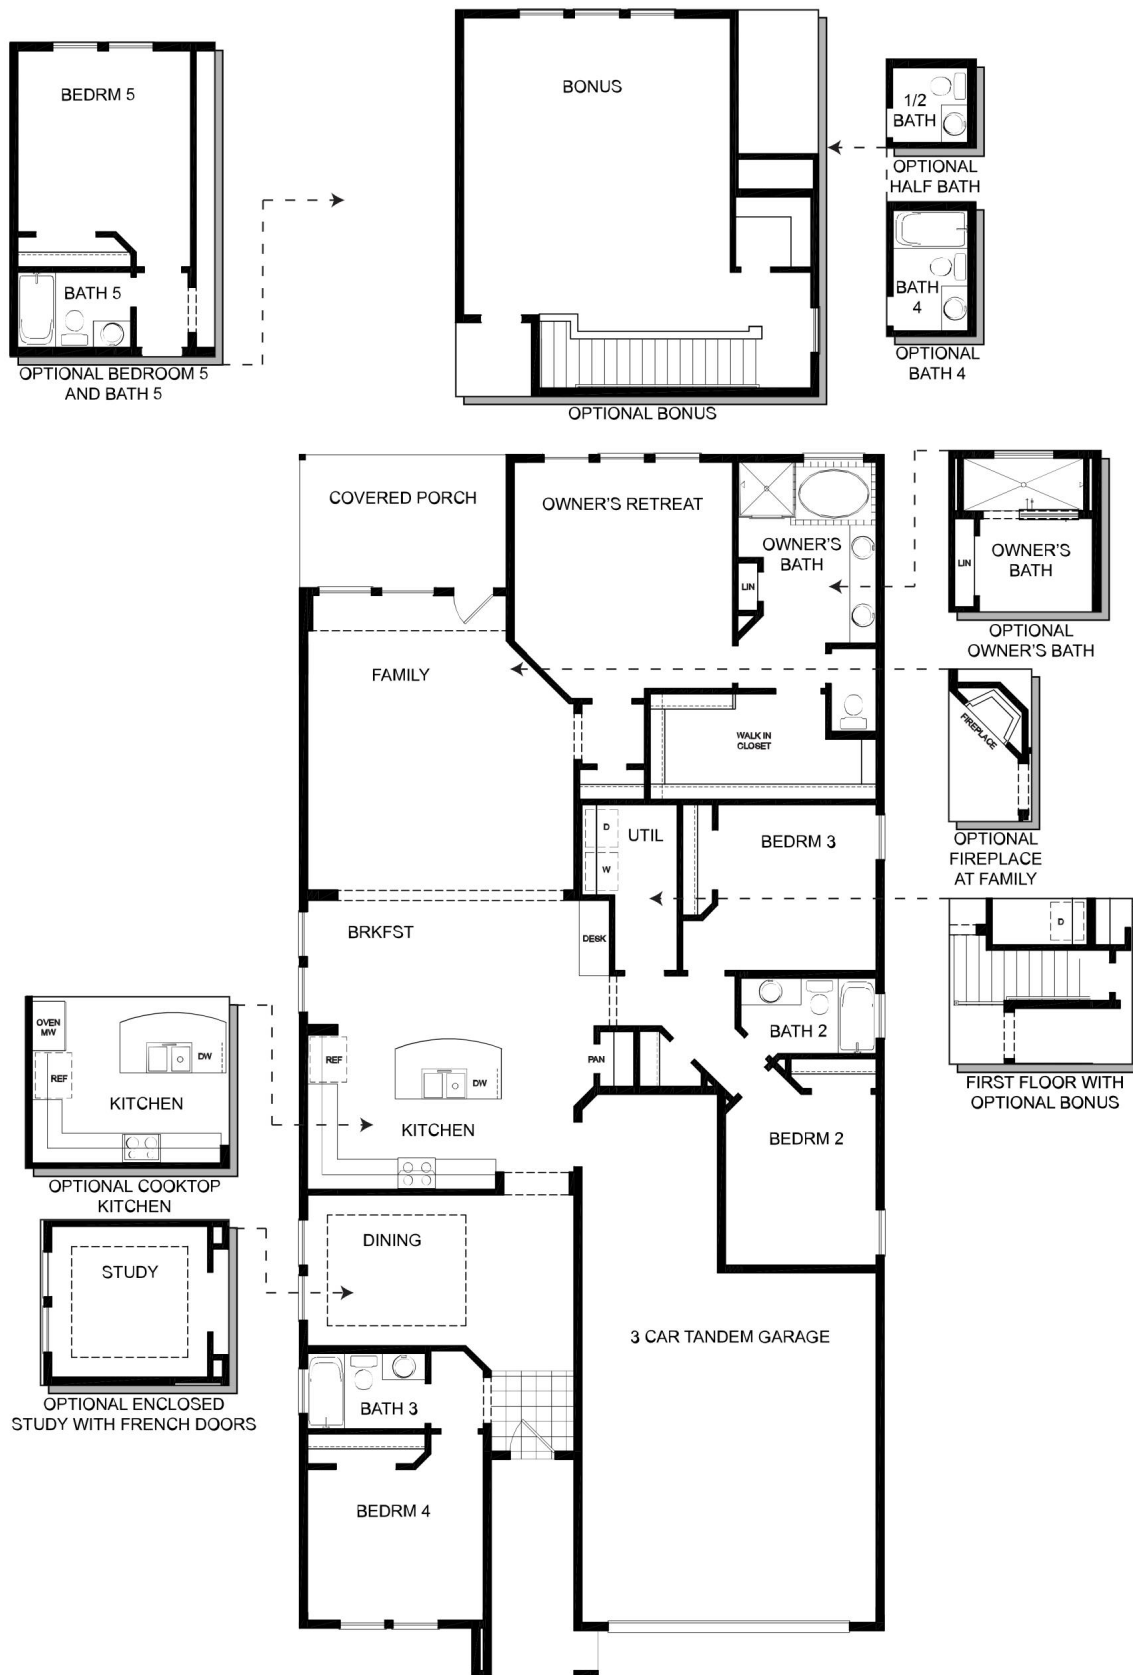 BEDRM 5
BATH 5
OPTIONAL BEDROOM 5
AND BATH 5
BONUS
OPTIONAL BONUS
1/2
BATH
OPTIONAL
HALF BATH
BATH
4
OPTIONAL
BATH 4
COVERED PORCH
OWNER'S RETREAT
OWNER'S
BATH
LIN
LIN
OWNER'S
BATH
OPTIONAL
OWNER'S BATH
FAMILY
WALK IN
CLOSET
FIREPLACE
OPTIONAL
FIREPLACE
AT FAMILY
D
W
UTIL
BEDRM 3
BRKFST
DESK
D
FIRST FLOOR WITH
OPTIONAL BONUS
BATH 2
OVEN
MW
REF
DW
KITCHEN
OPTIONAL COOKTOP
KITCHEN
REF
DW
KITCHEN
PAN
BEDRM 2
STUDY
OPTIONAL ENCLOSED
STUDY WITH FRENCH DOORS
DINING
3 CAR TANDEM GARAGE
BATH 3
BEDRM 4